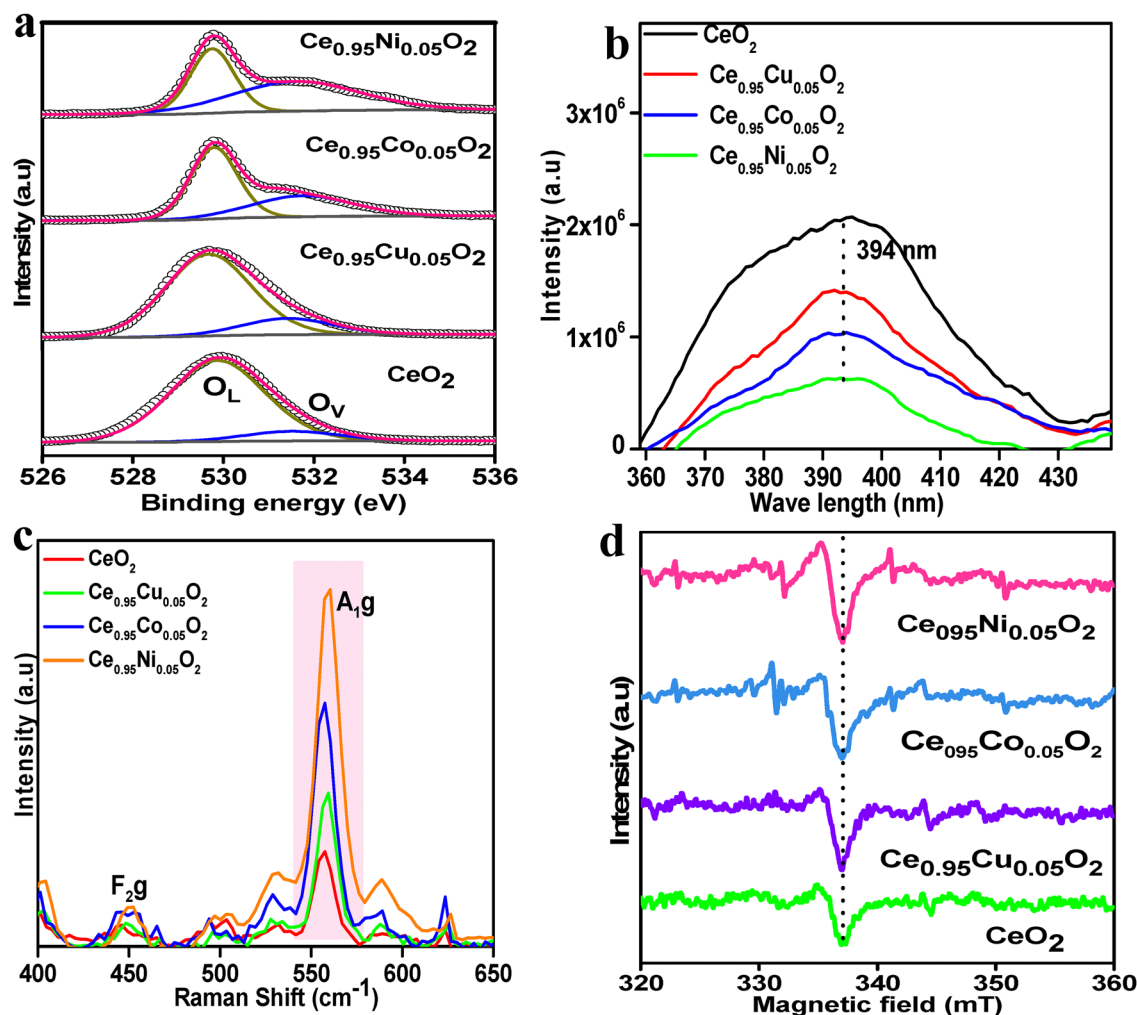 a
Ce0.95Ni0.05O2
Ce0.95Co0.05O2
Ce0.95Cu0.05O2
CeO2
OL
OV
Intensity (a.u)
526 528 530 532 534 536
Binding energy (eV)
b
CeO2
Ce0.95Cu0.05O2
Ce0.95Co0.05O2
Ce0.95Ni0.05O2
3x10^6
2x10^6
1x10^6
0
394 nm
Intensity (a.u)
360 370 380 390 400 410 420 430
Wave length (nm)
c
CeO2
Ce0.95Cu0.05O2
Ce0.95Co0.05O2
Ce0.95Ni0.05O2
A1g
F2g
Intensity (a.u)
400 450 500 560 600 650
Raman Shift (cm-1)
d
Ce095Ni0.05O2
Ce095Co0.05O2
Ce0.95Cu0.05O2
CeO2
Intensity (a.u)
320 330 340 350 360
Magnetic field (mT)